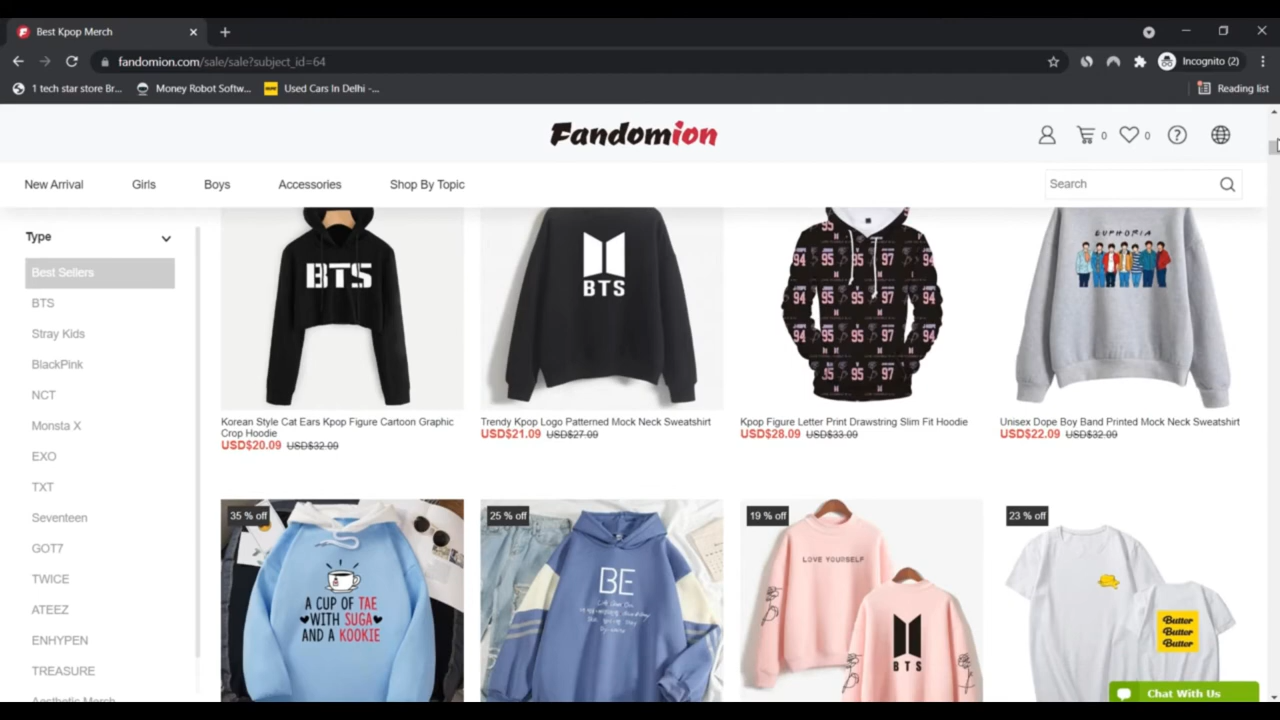 Best Kpop Merch
fandomion.com/sale/sale?subject_id=64
Incognito (2)
1 tech star store Br...
Money Robot Softw...
Used Cars In Delhi -...
Reading list
Fandomion
0
0
New Arrival
Girls
Boys
Accessories
Shop By Topic
Search
Type
Best Sellers
BTS
Stray Kids
BlackPink
NCT
Monsta X
EXO
TXT
Seventeen
GOT7
TWICE
ATEEZ
ENHYPEN
TREASURE
Aesthetic Merch
BTS
BTS
EUPHORIA
Korean Style Cat Ears Kpop Figure Cartoon Graphic
Crop Hoodie
USD$20.09 USD$32.09
Trendy Kpop Logo Patterned Mock Neck Sweatshirt
USD$21.09 USD$27.09
Kpop Figure Letter Print Drawstring Slim Fit Hoodie
USD$28.09 USD$33.09
Unisex Dope Boy Band Printed Mock Neck Sweatshirt
USD$22.09 USD$32.09
35 % off
A CUP OF TAE
WITH SUGA
AND A KOOKIE
25 % off
BE
19 % off
LOVE YOURSELF
BTS
23 % off
Butter
Butter
Butter
Chat With Us